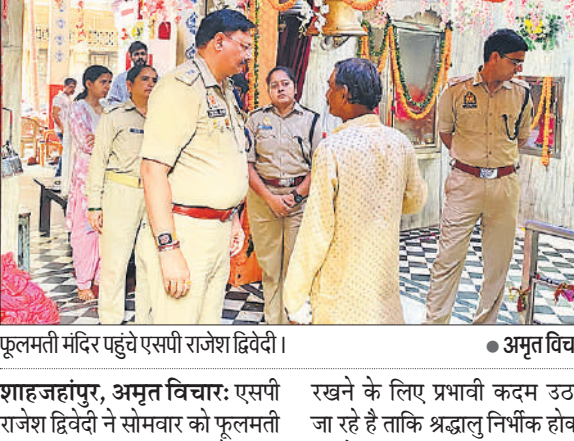 फूलमती मंदिर पहुंचे एसपी राजेश द्विवेदी।
● अमृत विच
शाहजहांपुर, अमृत विचारः एसपी
राजेश द्विवेदी ने सोमवार को फूलमती
रखने के लिए प्रभावी कदम उठ
जा रहे है ताकि श्रद्धालु निर्भीक होव